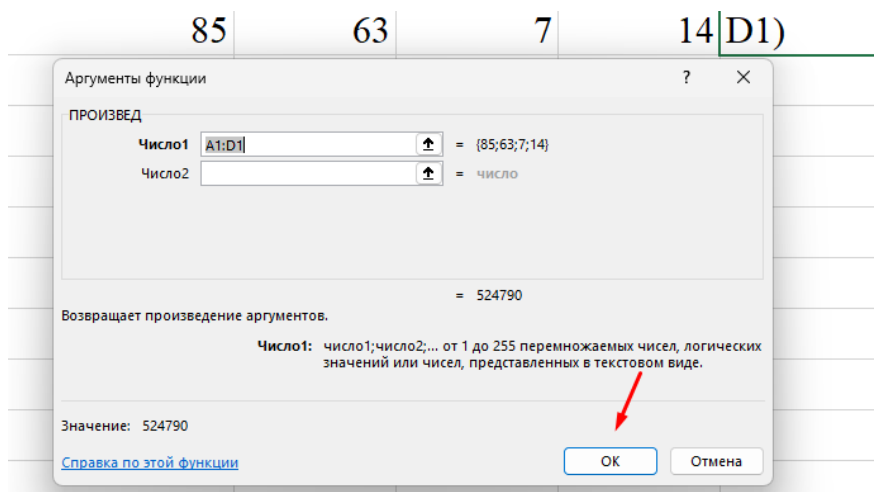 85 63 7 14 D1)
Аргументы функции ? ×
ПРОИЗВЕД
Число1 A1:D1 = {85;63;7;14}
Число2 = число
= 524790
Возвращает произведение аргументов.
Число1: число1;число2;... от 1 до 255 перемножаемых чисел, логических
значений или чисел, представленных в текстовом виде.
Значение: 524790
Справка по этой функции ОК Отмена